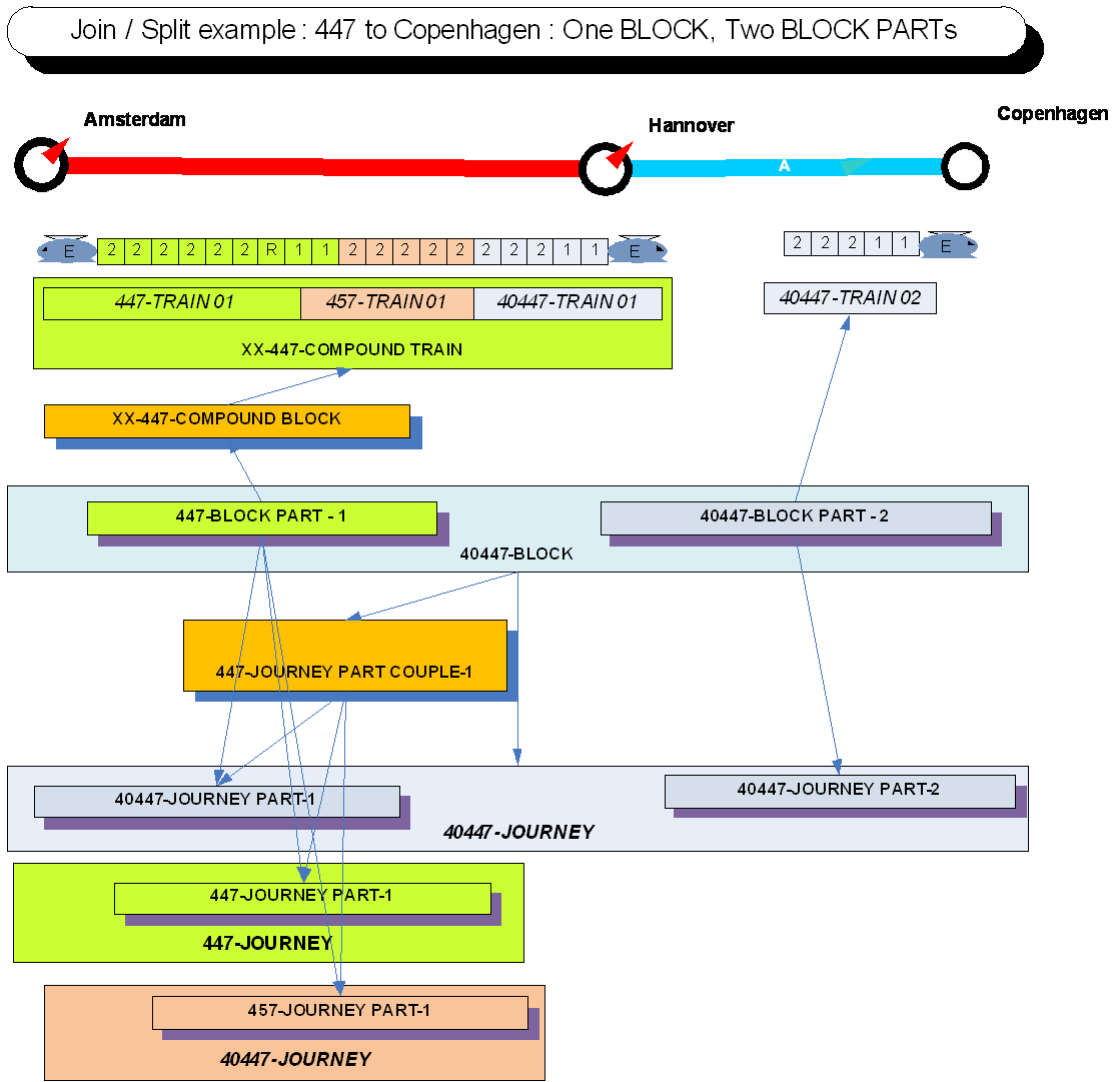 Join / Split example : 447 to Copenhagen : One BLOCK, Two BLOCK PARTs
Amsterdam
Hannover
Copenhagen
A
E 2 2 2 2 2 2 R 1 1 2 2 2 2 2 2 2 2 1 1 E
2 2 2 1 1 E
447-TRAIN 01
457-TRAIN 01
40447-TRAIN 01
40447-TRAIN 02
XX-447-COMPOUND TRAIN
XX-447-COMPOUND BLOCK
447-BLOCK PART - 1
40447-BLOCK PART - 2
40447-BLOCK
447-JOURNEY PART COUPLE-1
40447-JOURNEY PART-1
40447-JOURNEY PART-2
40447-JOURNEY
447-JOURNEY PART-1
447-JOURNEY
457-JOURNEY PART-1
40447-JOURNEY